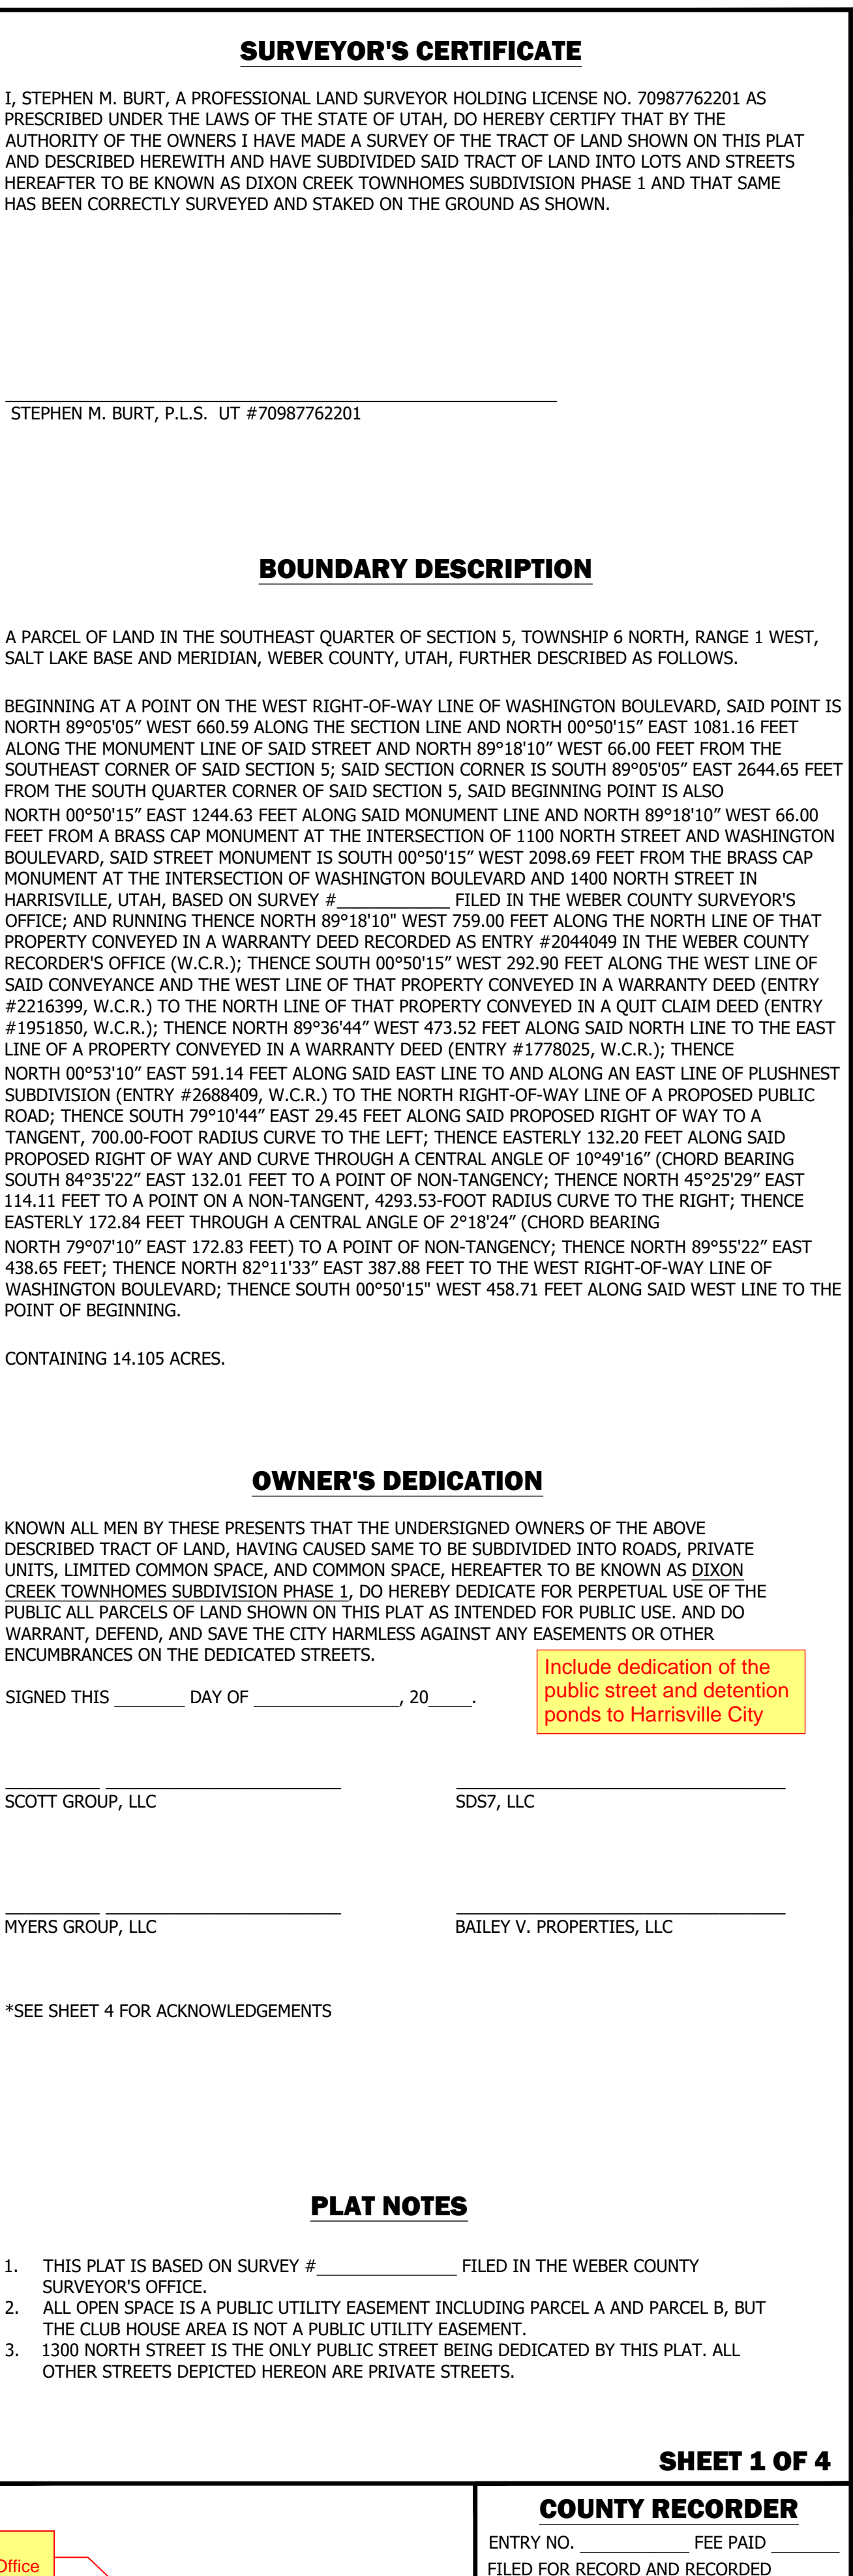 SURVEYOR'S CERTIFICATE
I, STEPHEN M. BURT, A PROFESSIONAL LAND SURVEYOR HOLDING LICENSE NO. 70987762201 AS
PRESCRIBED UNDER THE LAWS OF THE STATE OF UTAH, DO HEREBY CERTIFY THAT BY THE
AUTHORITY OF THE OWNERS I HAVE MADE A SURVEY OF THE TRACT OF LAND SHOWN ON THIS PLAT
AND DESCRIBED HEREWITH AND HAVE SUBDIVIDED SAID TRACT OF LAND INTO LOTS AND STREETS
HEREAFTER TO BE KNOWN AS DIXON CREEK TOWNHOMES SUBDIVISION PHASE 1 AND THAT SAME
HAS BEEN CORRECTLY SURVEYED AND STAKED ON THE GROUND AS SHOWN.
STEPHEN M. BURT, P.L.S. UT #70987762201
BOUNDARY DESCRIPTION
A PARCEL OF LAND IN THE SOUTHEAST QUARTER OF SECTION 5, TOWNSHIP 6 NORTH, RANGE 1 WEST,
SALT LAKE BASE AND MERIDIAN, WEBER COUNTY, UTAH, FURTHER DESCRIBED AS FOLLOWS.
BEGINNING AT A POINT ON THE WEST RIGHT-OF-WAY LINE OF WASHINGTON BOULEVARD, SAID POINT IS
NORTH 89°05'05″ WEST 660.59 ALONG THE SECTION LINE AND NORTH 00°50'15″ EAST 1081.16 FEET
ALONG THE MONUMENT LINE OF SAID STREET AND NORTH 89°18'10″ WEST 66.00 FEET FROM THE
SOUTHEAST CORNER OF SAID SECTION 5; SAID SECTION CORNER IS SOUTH 89°05'05″ EAST 2644.65 FEET
FROM THE SOUTH QUARTER CORNER OF SAID SECTION 5, SAID BEGINNING POINT IS ALSO
NORTH 00°50'15″ EAST 1244.63 FEET ALONG SAID MONUMENT LINE AND NORTH 89°18'10″ WEST 66.00
FEET FROM A BRASS CAP MONUMENT AT THE INTERSECTION OF 1100 NORTH STREET AND WASHINGTON
BOULEVARD, SAID STREET MONUMENT IS SOUTH 00°50'15″ WEST 2098.69 FEET FROM THE BRASS CAP
MONUMENT AT THE INTERSECTION OF WASHINGTON BOULEVARD AND 1400 NORTH STREET IN
HARRISVILLE, UTAH, BASED ON SURVEY #____________ FILED IN THE WEBER COUNTY SURVEYOR'S
OFFICE; AND RUNNING THENCE NORTH 89°18'10" WEST 759.00 FEET ALONG THE NORTH LINE OF THAT
PROPERTY CONVEYED IN A WARRANTY DEED RECORDED AS ENTRY #2044049 IN THE WEBER COUNTY
RECORDER'S OFFICE (W.C.R.); THENCE SOUTH 00°50'15″ WEST 292.90 FEET ALONG THE WEST LINE OF
SAID CONVEYANCE AND THE WEST LINE OF THAT PROPERTY CONVEYED IN A WARRANTY DEED (ENTRY
#2216399, W.C.R.) TO THE NORTH LINE OF THAT PROPERTY CONVEYED IN A QUIT CLAIM DEED (ENTRY
#1951850, W.C.R.); THENCE NORTH 89°36'44″ WEST 473.52 FEET ALONG SAID NORTH LINE TO THE EAST
LINE OF A PROPERTY CONVEYED IN A WARRANTY DEED (ENTRY #1778025, W.C.R.); THENCE
NORTH 00°53'10″ EAST 591.14 FEET ALONG SAID EAST LINE TO AND ALONG AN EAST LINE OF PLUSHNEST
SUBDIVISION (ENTRY #2688409, W.C.R.) TO THE NORTH RIGHT-OF-WAY LINE OF A PROPOSED PUBLIC
ROAD; THENCE SOUTH 79°10'44″ EAST 29.45 FEET ALONG SAID PROPOSED RIGHT OF WAY TO A
TANGENT, 700.00-FOOT RADIUS CURVE TO THE LEFT; THENCE EASTERLY 132.20 FEET ALONG SAID
PROPOSED RIGHT OF WAY AND CURVE THROUGH A CENTRAL ANGLE OF 10°49'16″ (CHORD BEARING
SOUTH 84°35'22″ EAST 132.01 FEET TO A POINT OF NON-TANGENCY; THENCE NORTH 45°25'29″ EAST
114.11 FEET TO A POINT ON A NON-TANGENT, 4293.53-FOOT RADIUS CURVE TO THE RIGHT; THENCE
EASTERLY 172.84 FEET THROUGH A CENTRAL ANGLE OF 2°18'24″ (CHORD BEARING
NORTH 79°07'10″ EAST 172.83 FEET) TO A POINT OF NON-TANGENCY; THENCE NORTH 89°55'22″ EAST
438.65 FEET; THENCE NORTH 82°11'33″ EAST 387.88 FEET TO THE WEST RIGHT-OF-WAY LINE OF
WASHINGTON BOULEVARD; THENCE SOUTH 00°50'15" WEST 458.71 FEET ALONG SAID WEST LINE TO THE
POINT OF BEGINNING.
CONTAINING 14.105 ACRES.
OWNER'S DEDICATION
KNOWN ALL MEN BY THESE PRESENTS THAT THE UNDERSIGNED OWNERS OF THE ABOVE
DESCRIBED TRACT OF LAND, HAVING CAUSED SAME TO BE SUBDIVIDED INTO ROADS, PRIVATE
UNITS, LIMITED COMMON SPACE, AND COMMON SPACE, HEREAFTER TO BE KNOWN AS DIXON
CREEK TOWNHOMES SUBDIVISION PHASE 1, DO HEREBY DEDICATE FOR PERPETUAL USE OF THE
PUBLIC ALL PARCELS OF LAND SHOWN ON THIS PLAT AS INTENDED FOR PUBLIC USE. AND DO
WARRANT, DEFEND, AND SAVE THE CITY HARMLESS AGAINST ANY EASEMENTS OR OTHER
ENCUMBRANCES ON THE DEDICATED STREETS.
Include dedication of the
public street and detention
ponds to Harrisville City
SIGNED THIS ________ DAY OF ________________, 20_____.
SCOTT GROUP, LLC
SDS7, LLC
MYERS GROUP, LLC
BAILEY V. PROPERTIES, LLC
*SEE SHEET 4 FOR ACKNOWLEDGEMENTS
PLAT NOTES
1. THIS PLAT IS BASED ON SURVEY #_______________ FILED IN THE WEBER COUNTY
SURVEYOR'S OFFICE.
2. ALL OPEN SPACE IS A PUBLIC UTILITY EASEMENT INCLUDING PARCEL A AND PARCEL B, BUT
THE CLUB HOUSE AREA IS NOT A PUBLIC UTILITY EASEMENT.
3. 1300 NORTH STREET IS THE ONLY PUBLIC STREET BEING DEDICATED BY THIS PLAT. ALL
OTHER STREETS DEPICTED HEREON ARE PRIVATE STREETS.
SHEET 1 OF 4
COUNTY RECORDER
ENTRY NO. ____________ FEE PAID ________
FILED FOR RECORD AND RECORDED
Office